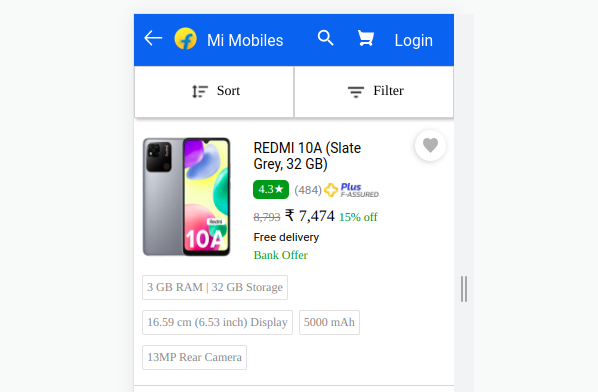 Mi Mobiles
Login
Sort
Filter
REDMI 10A (Slate
Grey, 32 GB)
4.3★ (484) Plus
F-ASSURED
8,793 ₹ 7,474 15% off
Free delivery
Bank Offer
Redmi
10A
3 GB RAM | 32 GB Storage
16.59 cm (6.53 inch) Display
5000 mAh
13MP Rear Camera